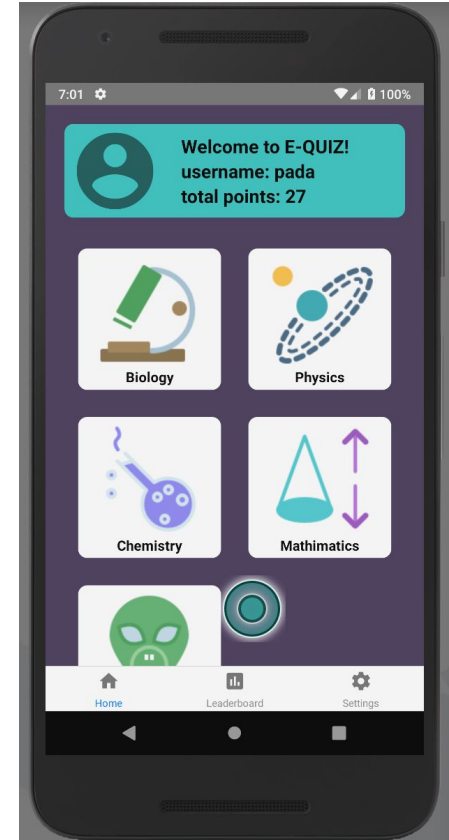 7:01
100%
Welcome to E-QUIZ!
username: pada
total points: 27
Biology
Physics
Chemistry
Mathimatics
Home
Leaderboard
Settings